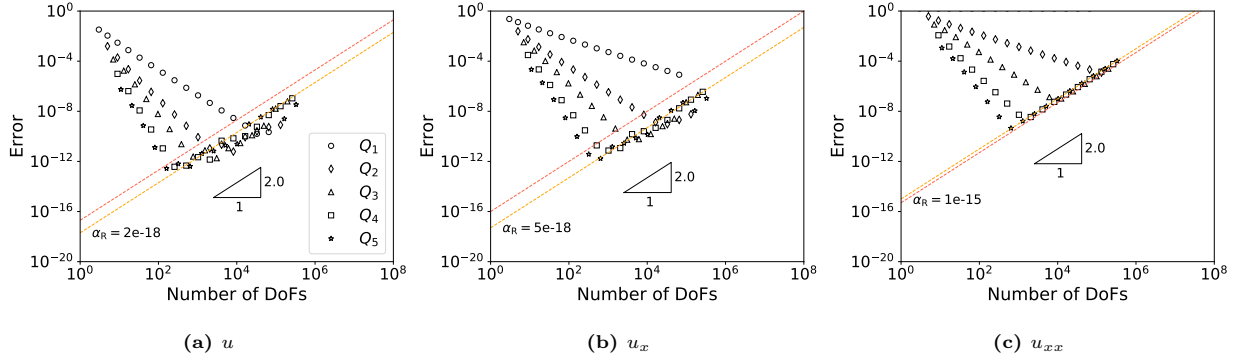 10^0
10^-4
10^-8
10^-12
10^-16
10^-20
Error
10^0 10^2 10^4 10^6 10^8
Number of DoFs
α_R = 2e-18
2.0
1
Q_1
Q_2
Q_3
Q_4
Q_5
(a) u
10^0
10^-4
10^-8
10^-12
10^-16
10^-20
Error
10^0 10^2 10^4 10^6 10^8
Number of DoFs
α_R = 5e-18
2.0
1
(b) u_x
10^0
10^-4
10^-8
10^-12
10^-16
10^-20
Error
10^0 10^2 10^4 10^6 10^8
Number of DoFs
α_R = 1e-15
2.0
1
(c) u_xx